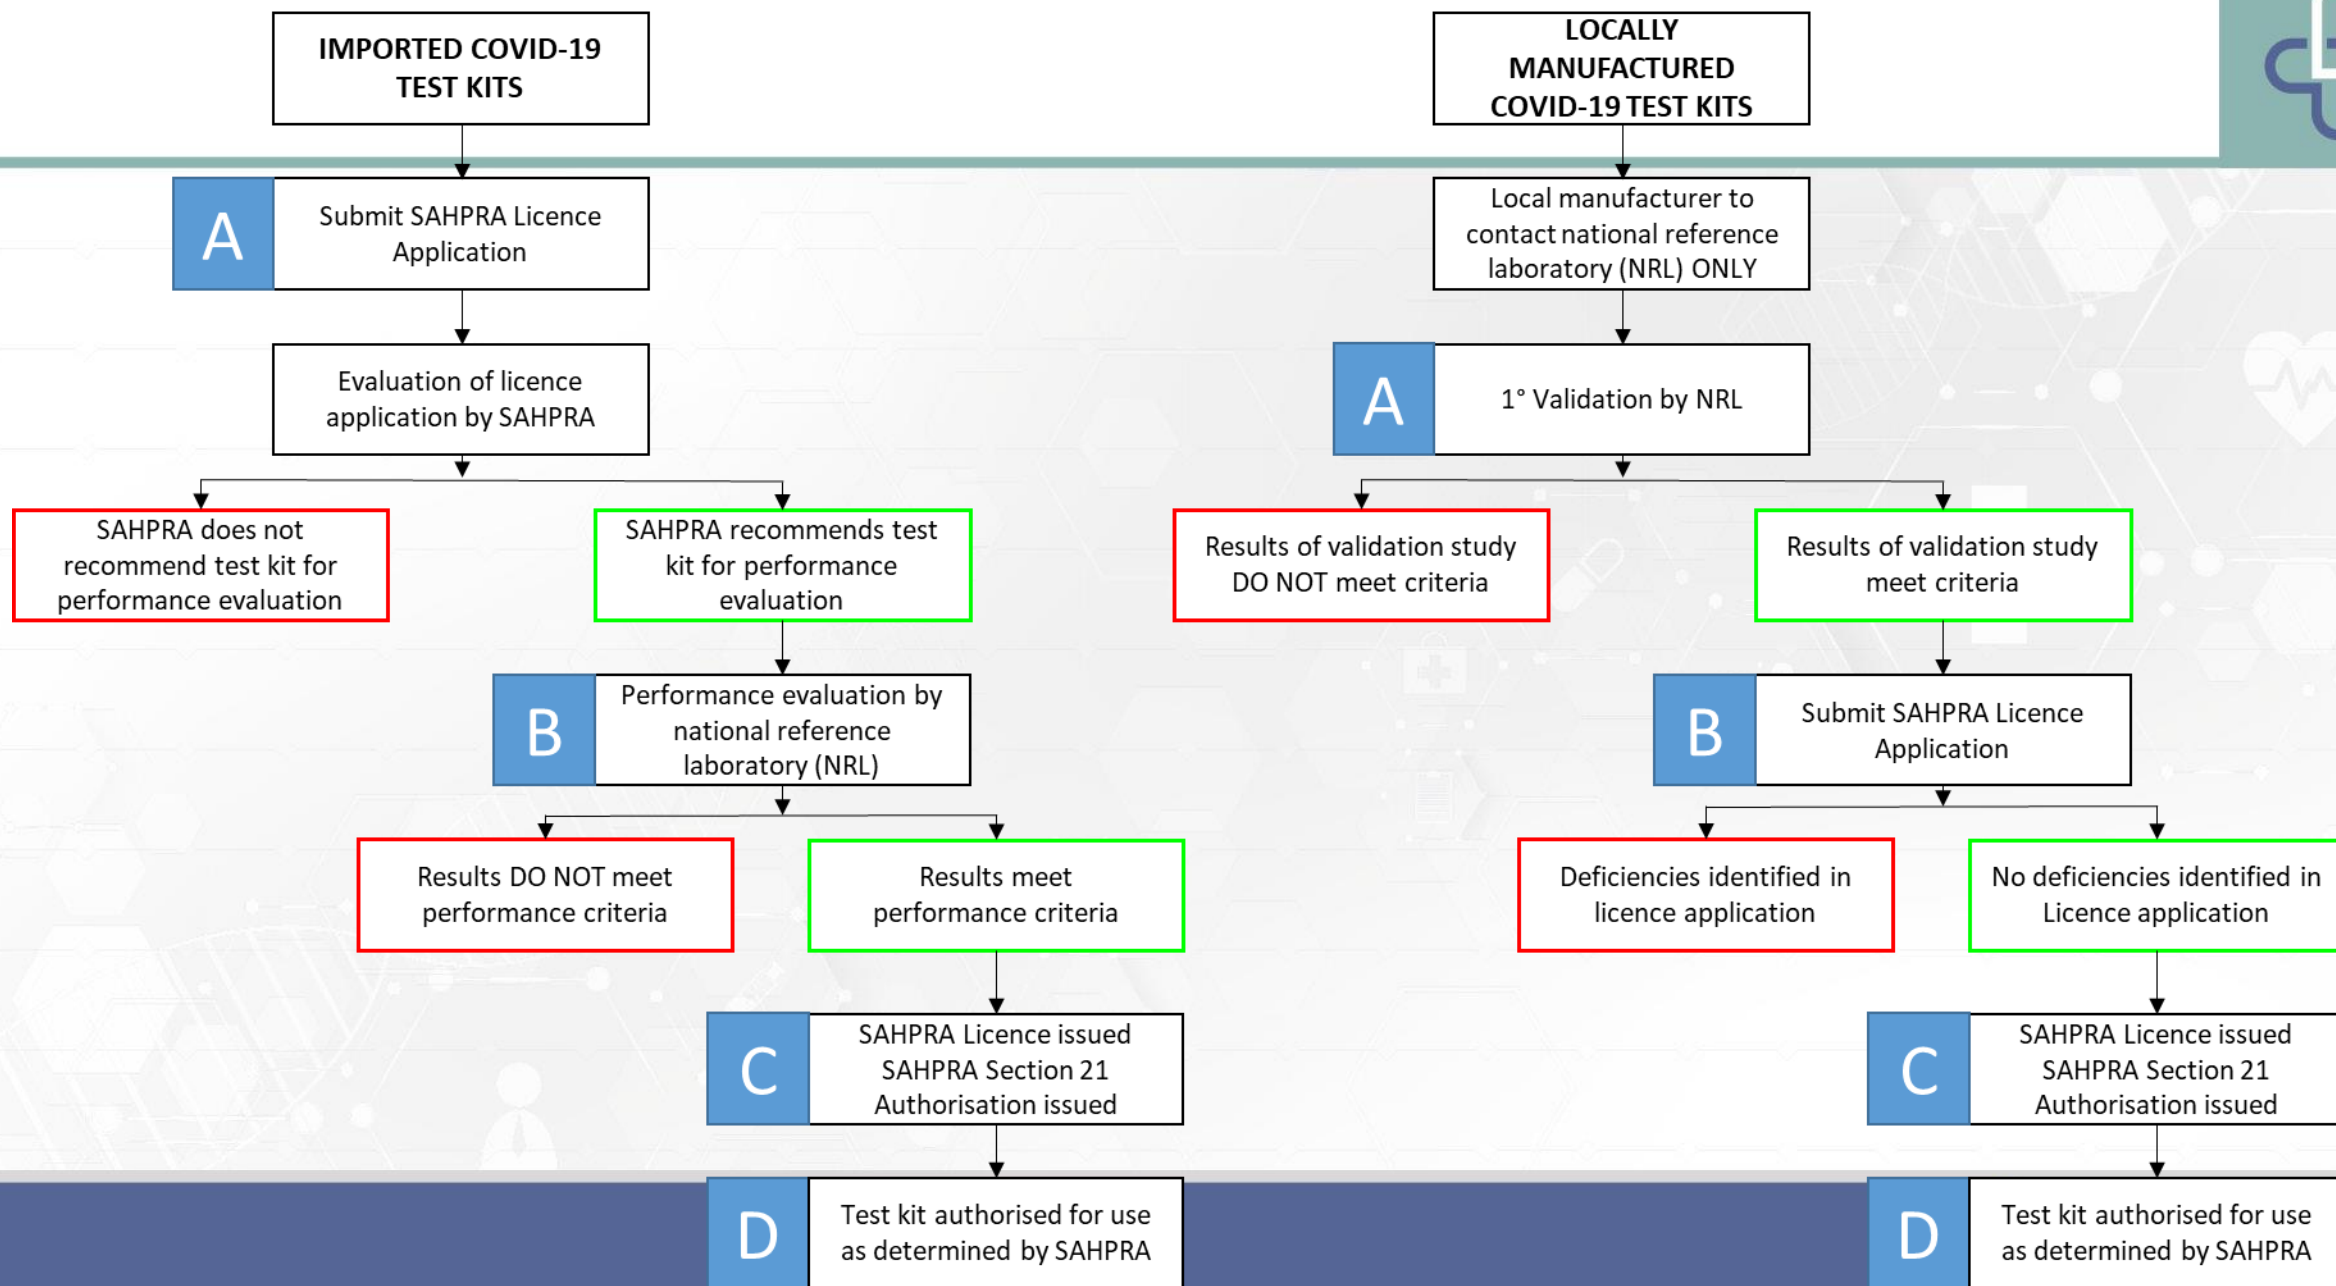 IMPORTED COVID-19
TEST KITS
A
Submit SAHPRA Licence
Application
Evaluation of licence
application by SAHPRA
SAHPRA does not
recommend test kit for
performance evaluation
SAHPRA recommends test
kit for performance
evaluation
B
Performance evaluation by
national reference
laboratory (NRL)
Results DO NOT meet
performance criteria
Results meet
performance criteria
C
SAHPRA Licence issued
SAHPRA Section 21
Authorisation issued
D
Test kit authorised for use
as determined by SAHPRA
LOCALLY
MANUFACTURED
COVID-19 TEST KITS
Local manufacturer to
contact national reference
laboratory (NRL) ONLY
A
1° Validation by NRL
Results of validation study
DO NOT meet criteria
Results of validation study
meet criteria
B
Submit SAHPRA Licence
Application
Deficiencies identified in
licence application
No deficiencies identified in
Licence application
C
SAHPRA Licence issued
SAHPRA Section 21
Authorisation issued
D
Test kit authorised for use
as determined by SAHPRA